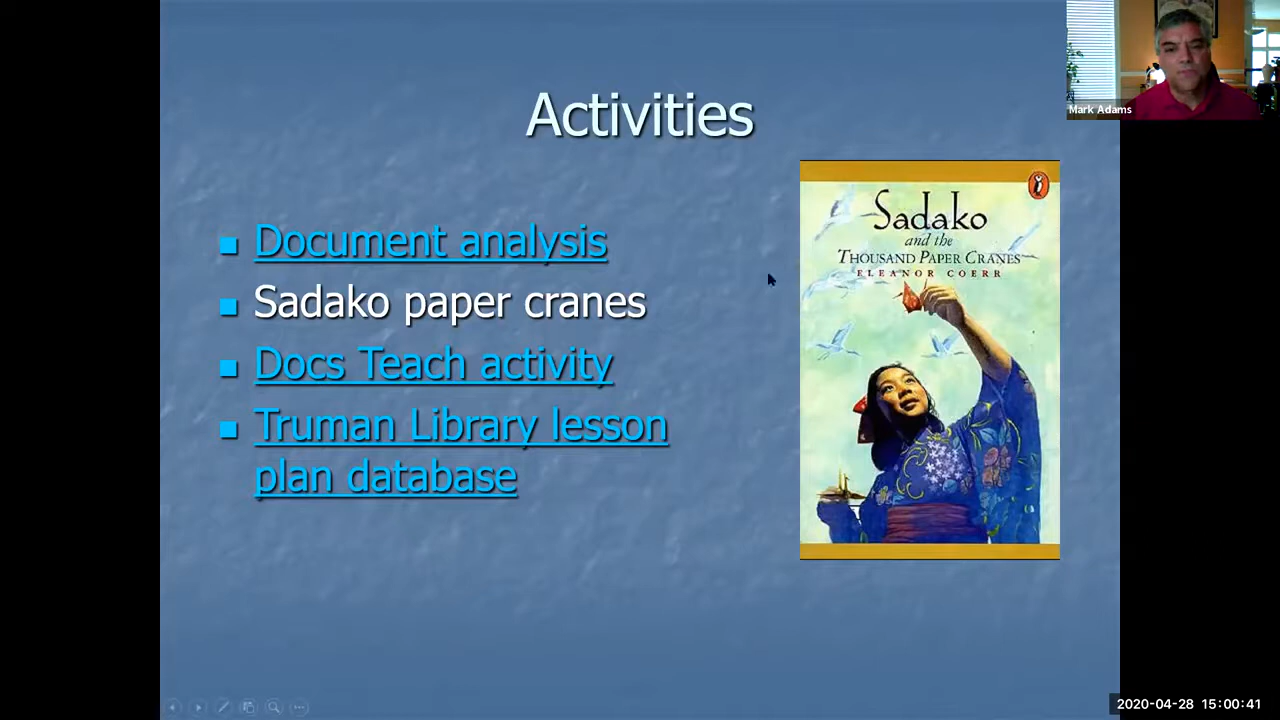 Activities
Document analysis
Sadako paper cranes
Docs Teach activity
Truman Library lesson
plan database
Sadako
and the
THOUSAND PAPER CRANES
ELEANOR COERR
Mark Adams
2020-04-28 15:00:41